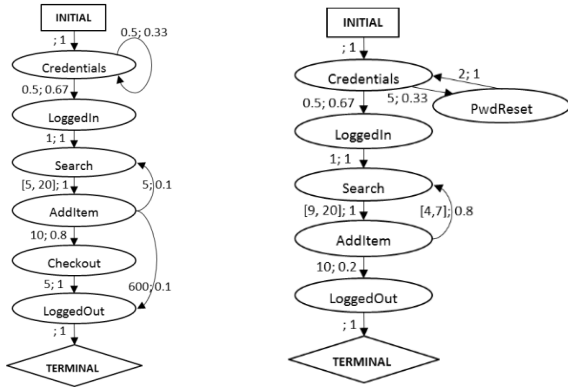 INITIAL
; 1
0.5; 0.33
Credentials
0.5; 0.67
LoggedIn
1; 1
Search
[5, 20]; 1
5; 0.1
AddItem
10; 0.8
Checkout
5; 1
600; 0.1
LoggedOut
; 1
TERMINAL
INITIAL
; 1
Credentials
2; 1
0.5; 0.67
5; 0.33
PwdReset
LoggedIn
1; 1
Search
[9, 20]; 1
[4,7]; 0.8
AddItem
10; 0.2
LoggedOut
; 1
TERMINAL